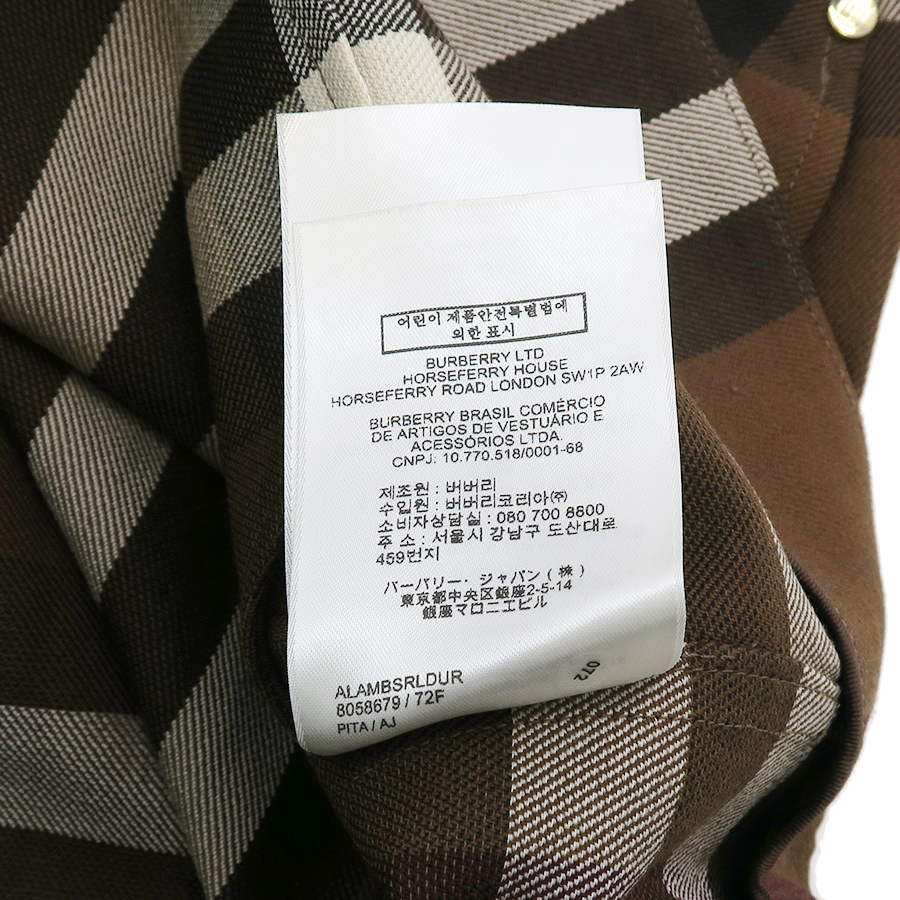 어린이 제품안전특별법에
의한 표시
BURBERRY LTD
HORSEFERRY HOUSE
HORSEFERRY ROAD LONDON SW1P 2AW
BURBERRY BRASIL COMÉRCIO
DE ARTIGOS DE VESTUÁRIO E
ACESSÓRIOS LTDA.
CNPJ: 10.770.518/0001-68
제조원 : 버버리
수입원 : 버버리코리아㈜
소비자상담실 : 080 700 8800
주 소 : 서울시 강남구 도산대로
459번지
バーバリー・ジャパン ( 株 )
東京都中央区銀座2-5-14
銀座マロニエビル
072
ALAMBSRLDUR
8058679 / 72F
PITA / AJ